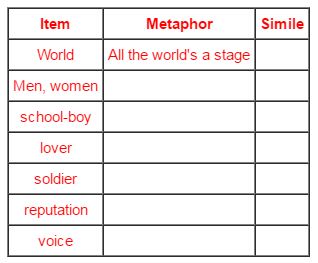 Item Metaphor Simile
World All the world's a stage
Men, women
school-boy
lover
soldier
reputation
voice